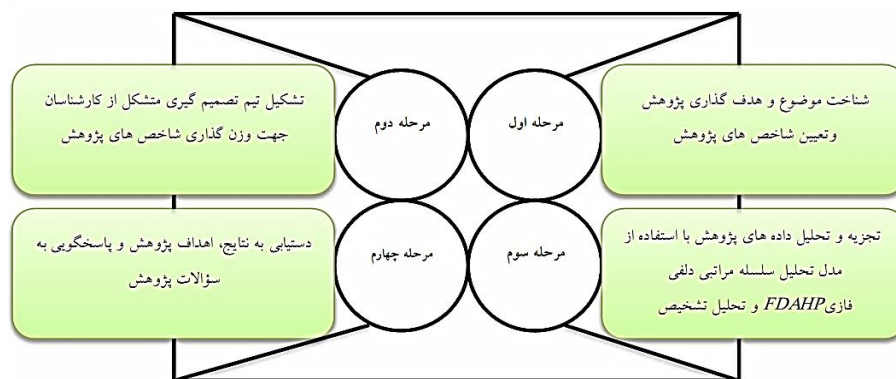 شناخت موضوع و هدف گذاری پژوهش
وتعیین شاخص های پژوهش
مرحله اول
مرحله دوم
تشکیل تیم تصمیم گیری متشکل از کارشناسان
جهت وزن گذاری شاخص های پژوهش
تجزیه و تحلیل داده های پژوهش با استفاده از
مدل تحلیل سلسله مراتبی دلفی
فازیFDAHP و تحلیل تشخیص
مرحله سوم
مرحله چهارم
دستیابی به نتایج، اهداف پژوهش و پاسخگویی به
سؤالات پژوهش